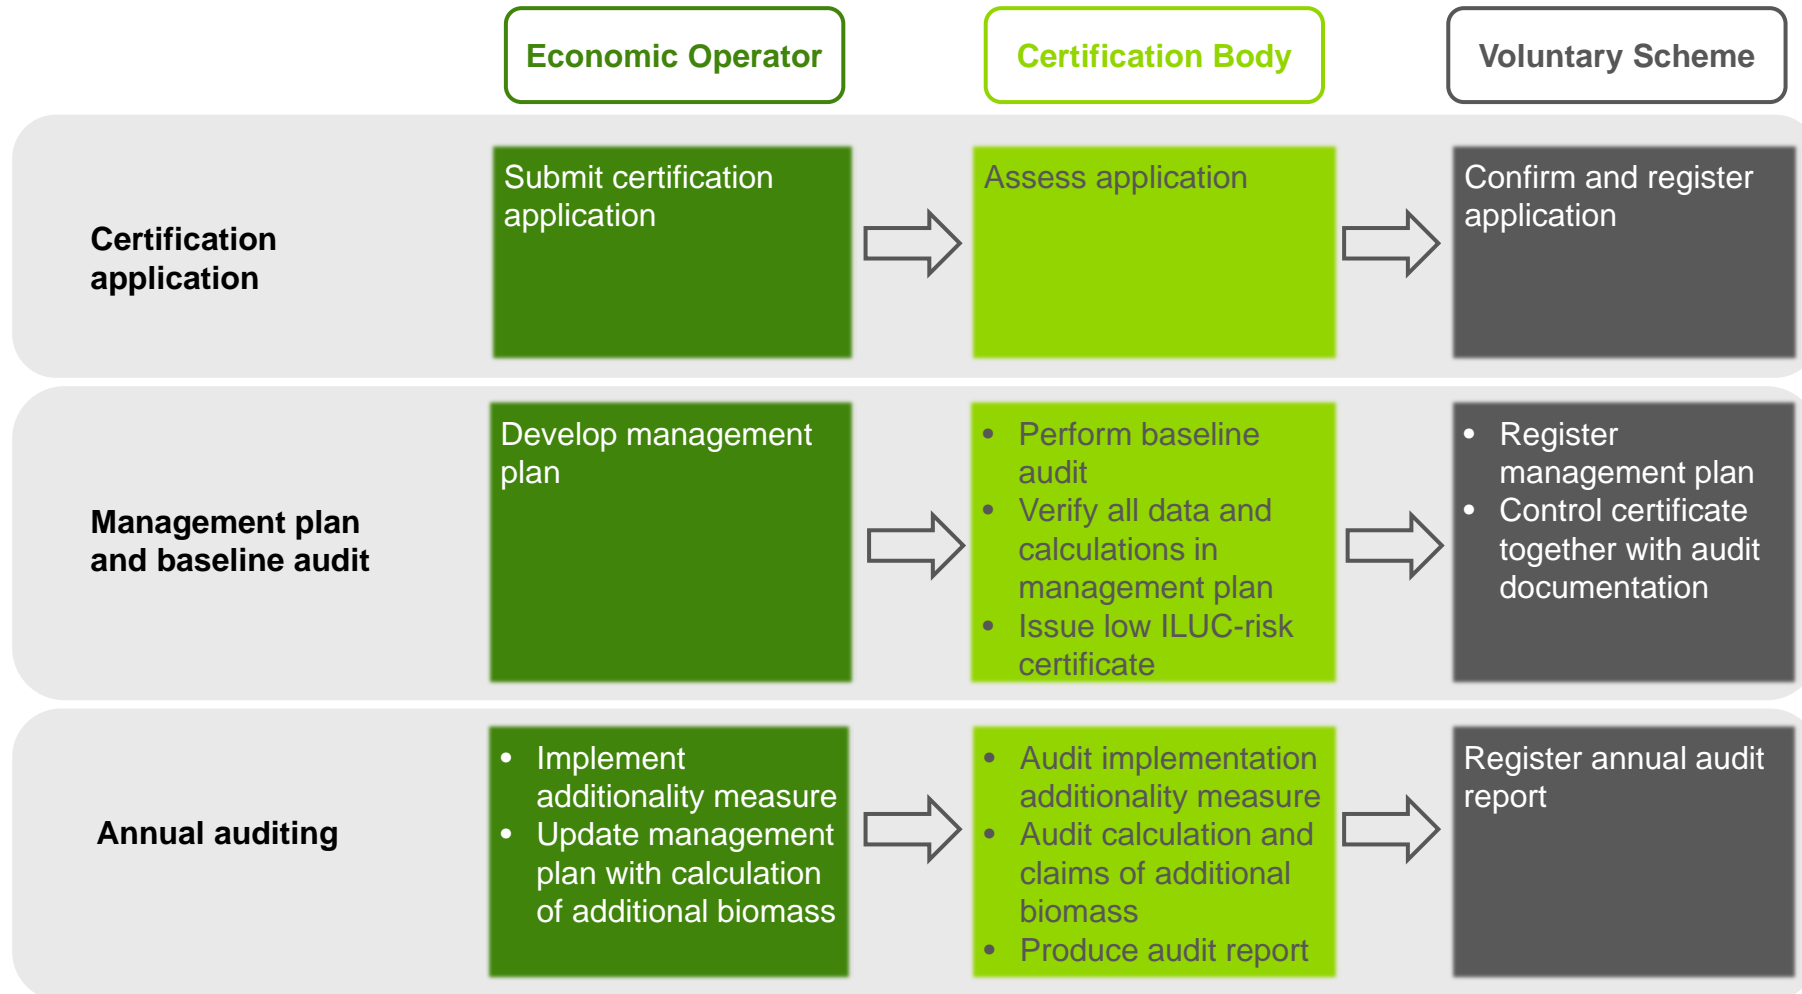 Economic Operator
Certification Body
Voluntary Scheme
Certification
application
Submit certification
application
Assess application
Confirm and register
application
Management plan
and baseline audit
Develop management
plan
• Perform baseline
audit
• Verify all data and
calculations in
management plan
• Issue low ILUC-risk
certificate
• Register
management plan
• Control certificate
together with audit
documentation
Annual auditing
• Implement
additionality measure
• Update management
plan with calculation
of additional biomass
• Audit implementation
additionality measure
• Audit calculation and
claims of additional
biomass
• Produce audit report
Register annual audit
report